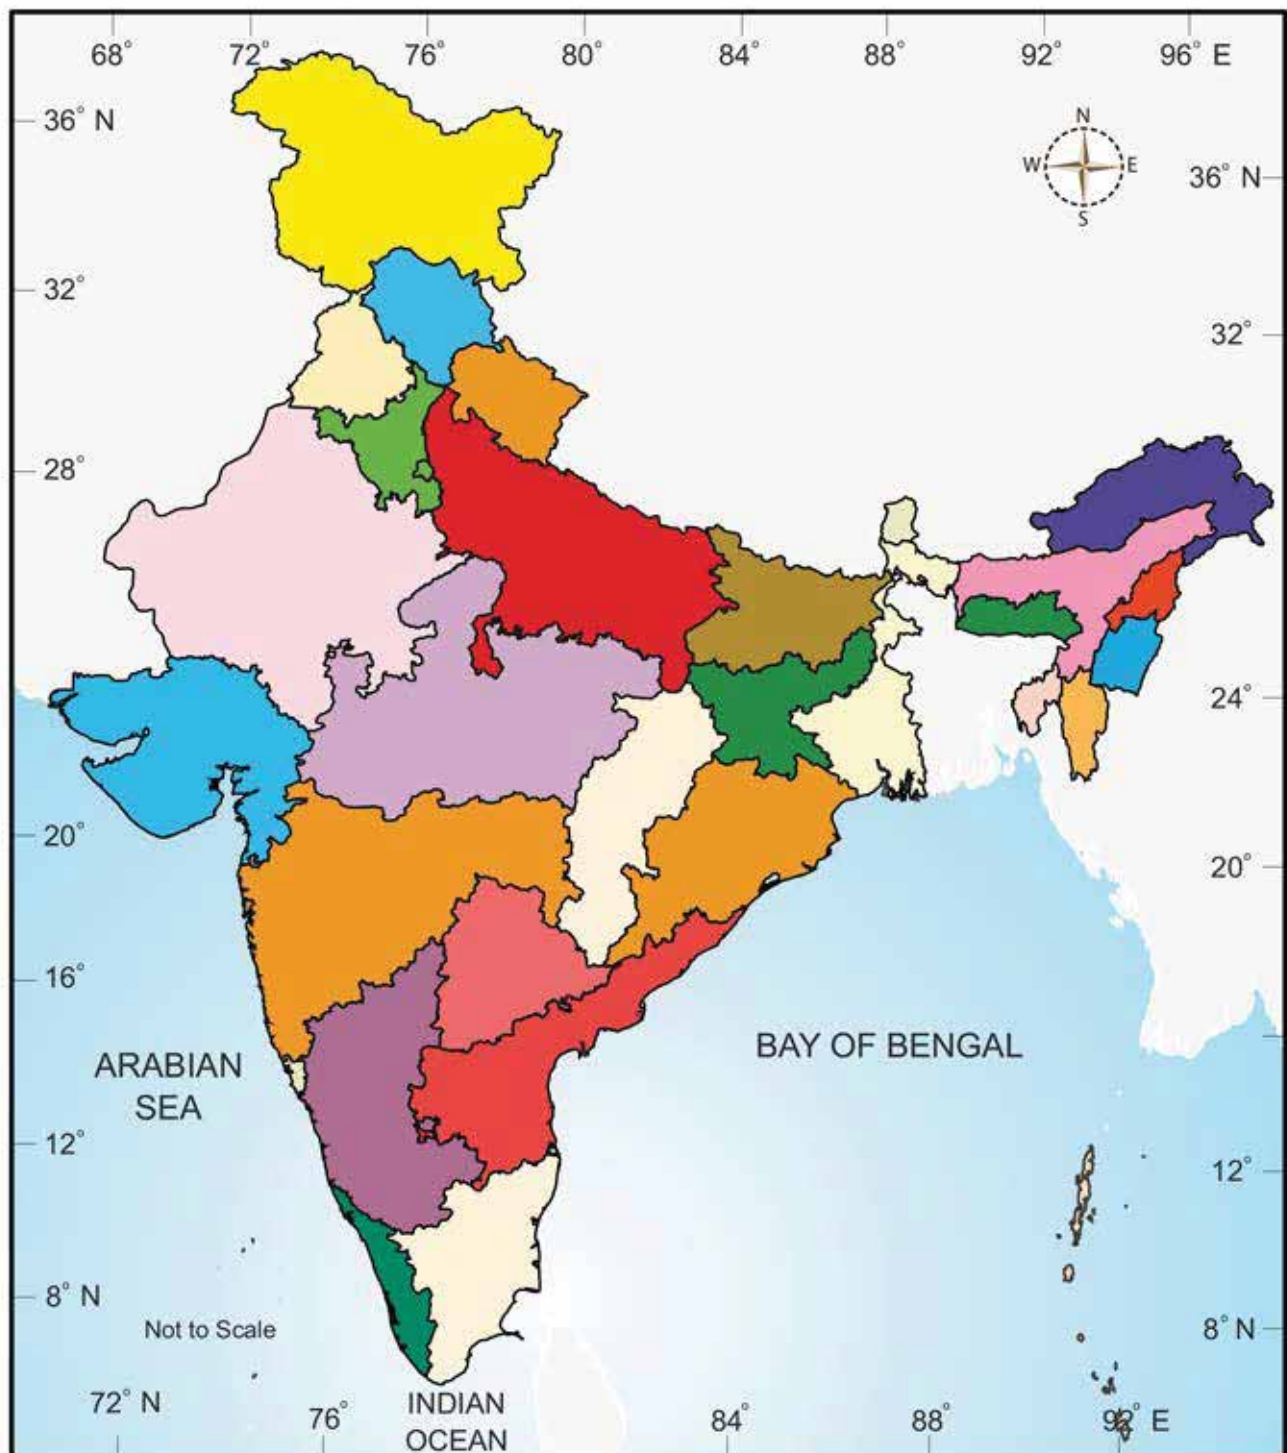 68° 72° 76° 80° 84° 88° 92° 96° E
36° N
N
W E
S
36° N
32°
32°
28°
24°
20°
20°
16°
ARABIAN
SEA
BAY OF BENGAL
12°
12°
8° N
Not to Scale
8° N
72° N
76°
INDIAN
OCEAN
84°
88°
92° E